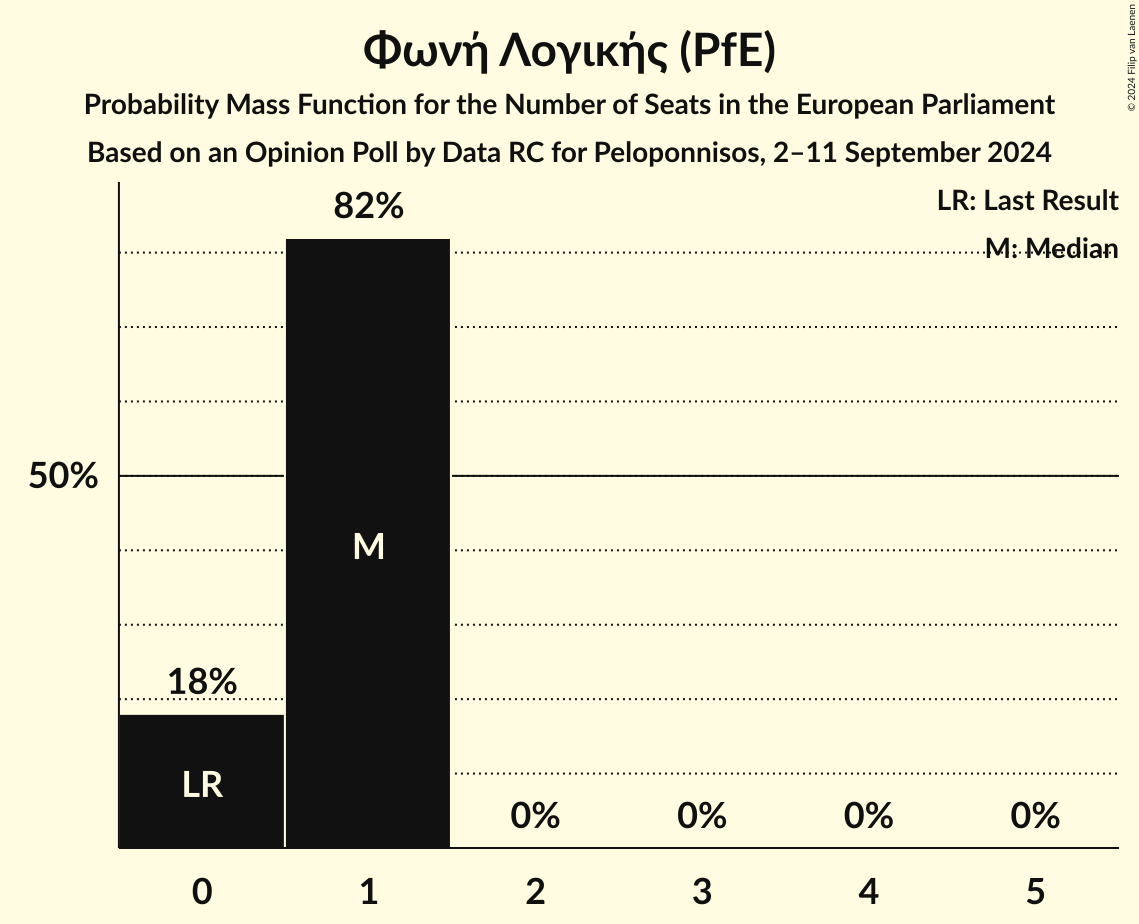 Φωνή Λογικής (PfE)
Probability Mass Function for the Number of Seats in the European Parliament
Based on an Opinion Poll by Data RC for Peloponnisos, 2–11 September 2024
© 2024 Filip van Laenen
LR: Last Result
M: Median
82%
50%
M
18%
LR
0% 0% 0% 0%
0 1 2 3 4 5